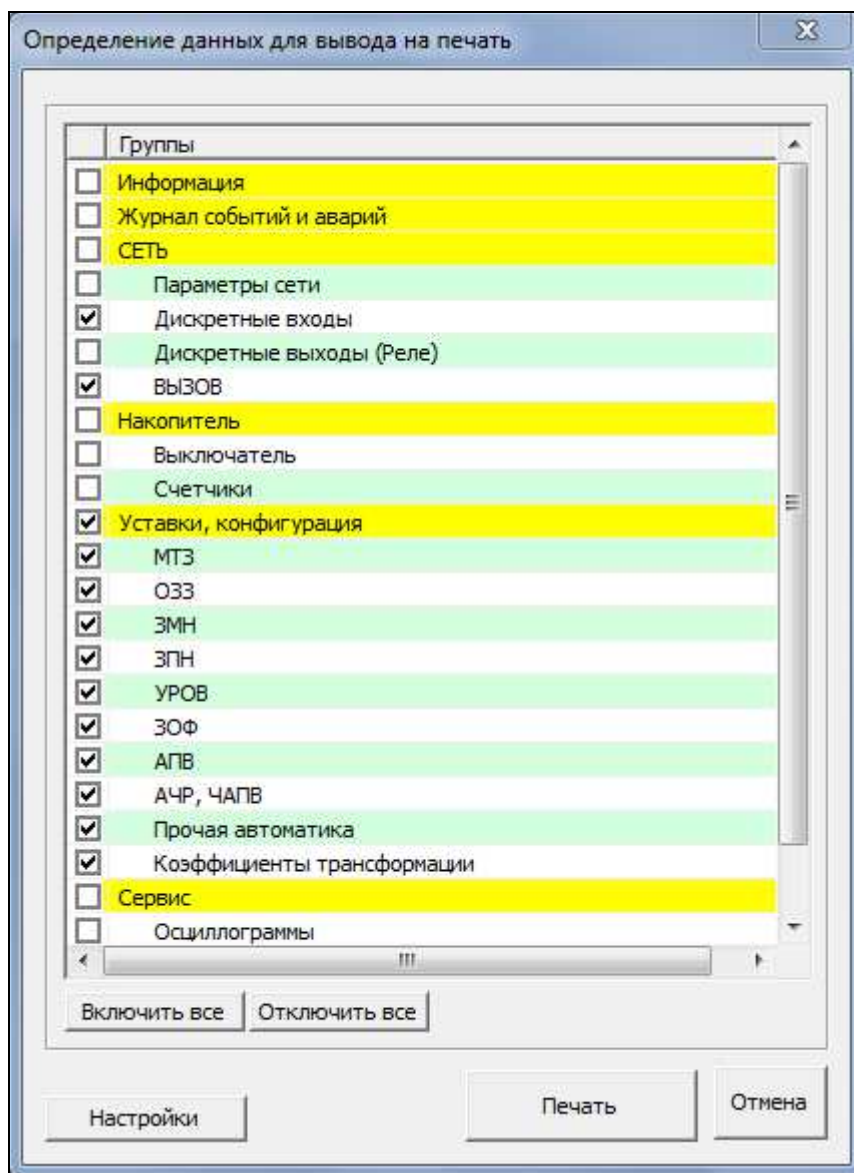 Определение данных для вывода на печать
Группы
Информация
Журнал событий и аварий
СЕТЬ
Параметры сети
Дискретные входы
Дискретные выходы (Реле)
ВЫЗОВ
Накопитель
Выключатель
Счетчики
Уставки, конфигурация
МТЗ
ОЗЗ
ЗМН
ЗПН
УРОВ
ЗОФ
АПВ
АЧР, ЧАПВ
Прочая автоматика
Коэффициенты трансформации
Сервис
Осциллограммы
Включить все Отключить все
Настройки Печать Отмена